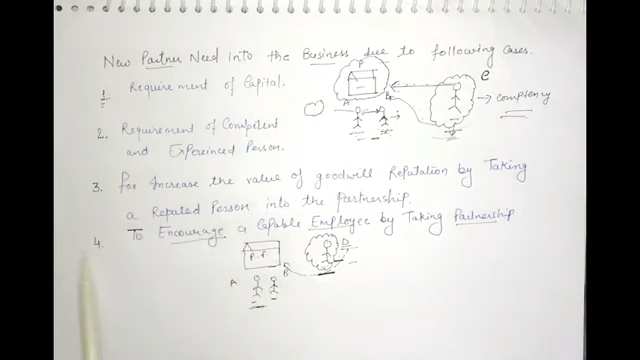 New Partner Need into the Business due to following Cases.
1 Requirement of Capital.
2. Requirement of Competent
and Expereinced Person.
3. For Increase the value of goodwill Reputation by Taking
a Reputed Person into the Partnership.
4. To Encourage a Capable Employee by Taking Partnership.
P
A
B
C
→ Compt
P.F.
A
B
D